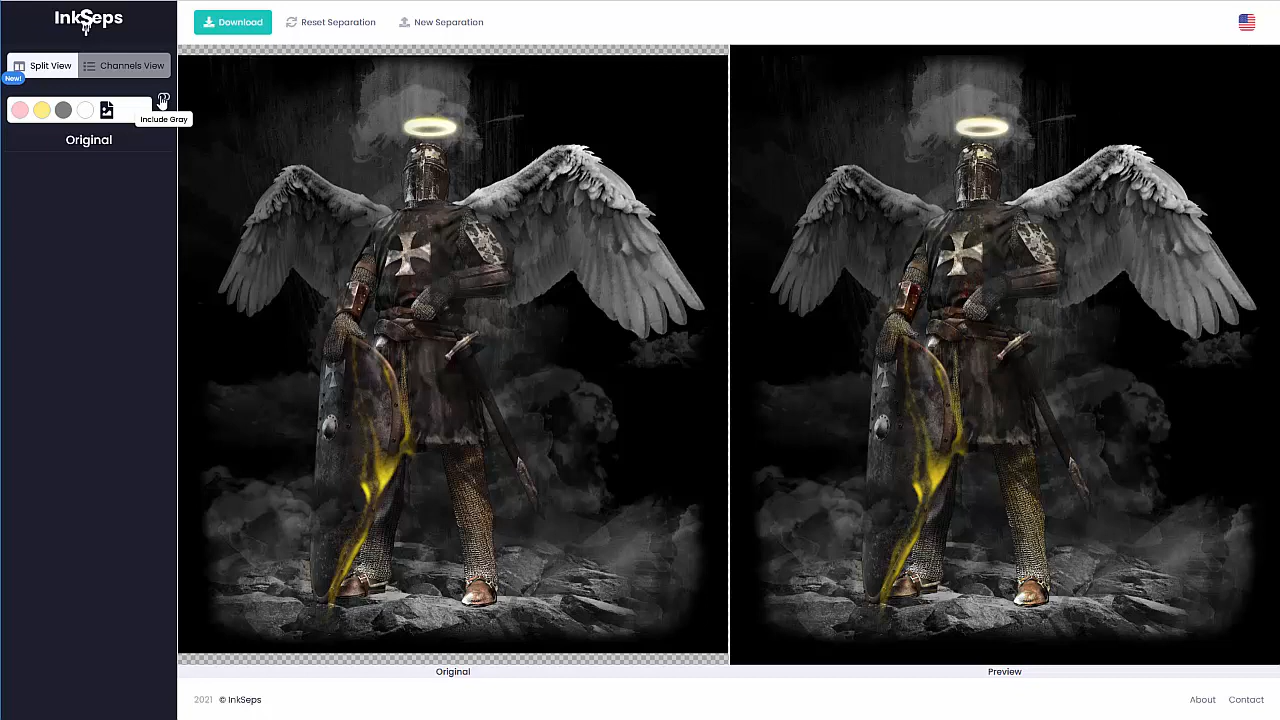 InkSeps
Download
Reset Separation
New Separation
Split View
Channels View
New!
Include Gray
Original
Original
Preview
2021 © InkSeps
About
Contact